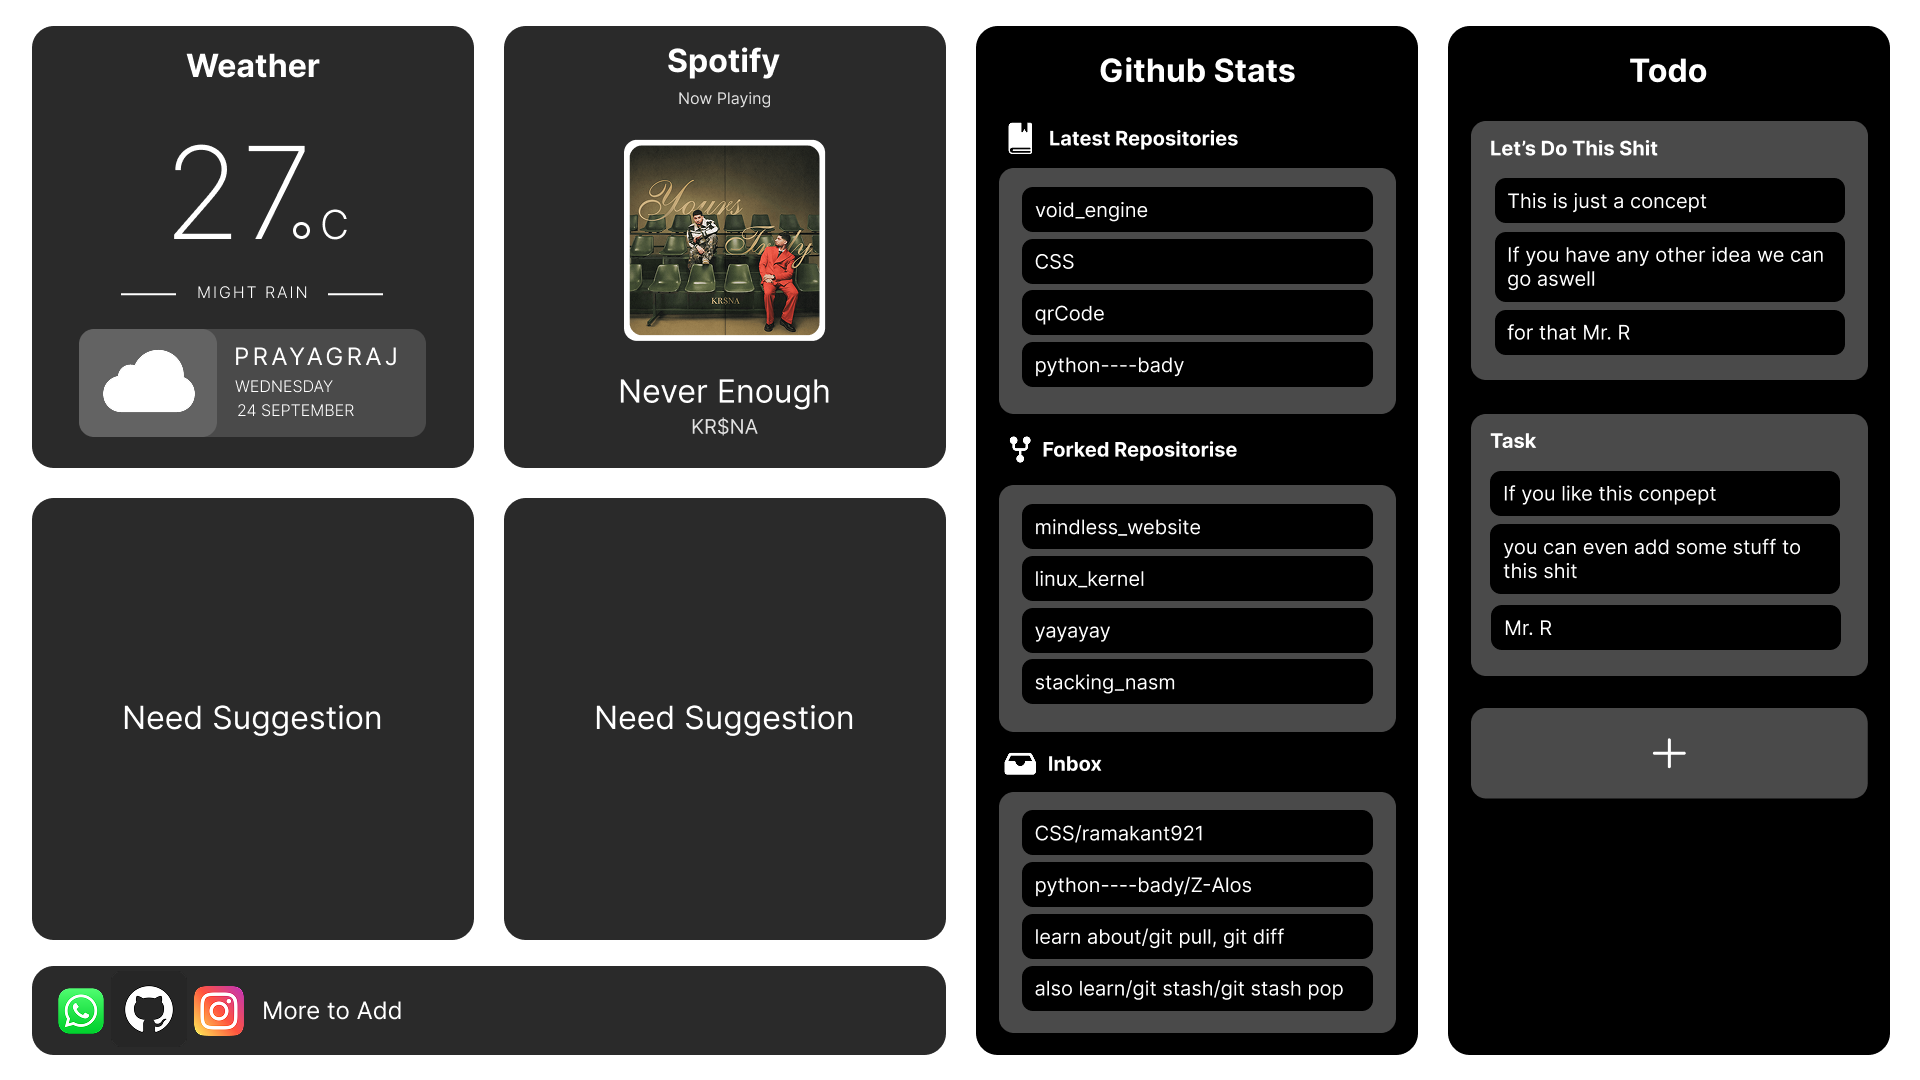 Weather
27°C
MIGHT RAIN
PRAYAGRAJ
WEDNESDAY
24 SEPTEMBER
Spotify
Now Playing
Yours
Truly
KR$NA
Never Enough
KR$NA
Need Suggestion
Need Suggestion
More to Add
Github Stats
Latest Repositories
void_engine
CSS
qrCode
python----bady
Forked Repositorise
mindless_website
linux_kernel
yayayay
stacking_nasm
Inbox
CSS/ramakant921
python----bady/Z-Alos
learn about/git pull, git diff
also learn/git stash/git stash pop
Todo
Let’s Do This Shit
This is just a concept
If you have any other idea we can
go aswell
for that Mr. R
Task
If you like this conpept
you can even add some stuff to
this shit
Mr. R